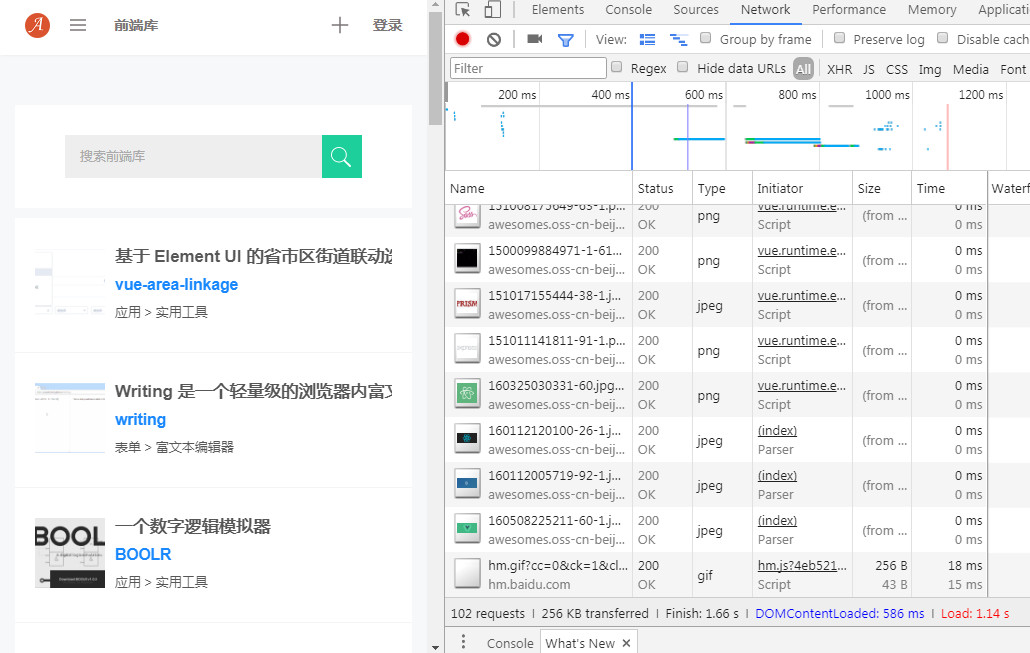 A
前端库
登录
搜索前端库
基于 Element UI 的省市区街道联动选
vue-area-linkage
应用 > 实用工具
Writing 是一个轻量级的浏览器内富文
writing
表单 > 富文本编辑器
BOOL
一个数字逻辑模拟器
BOOLR
应用 > 实用工具
Elements Console Sources Network Performance Memory Applicati
View: Group by frame Preserve log Disable cach
Filter Regex Hide data URLs All XHR JS CSS Img Media Font
200 ms 400 ms 600 ms 800 ms 1000 ms 1200 ms
Name Status Type Initiator Size Time Waterf
151008175649-63-1.p... 200 png vue.runtime.e... (from ... 0 ms
awesomes.oss-cn-beij... OK Script 0 ms
1500099884971-1-61... 200 png vue.runtime.e... (from ... 0 ms
awesomes.oss-cn-beij... OK Script 0 ms
PRISM 151017155444-38-1.j... 200 jpeg vue.runtime.e... (from ... 0 ms
awesomes.oss-cn-beij... OK Script 0 ms
151011141811-91-1.p... 200 png vue.runtime.e... (from ... 0 ms
awesomes.oss-cn-beij... OK Script 0 ms
160325030331-60.jpg... 200 png vue.runtime.e... (from ... 0 ms
awesomes.oss-cn-beij... OK Script 0 ms
160112120100-26-1.j... 200 jpeg (index) (from ... 0 ms
awesomes.oss-cn-beij... OK Parser 0 ms
160112005719-92-1.j... 200 jpeg (index) (from ... 0 ms
awesomes.oss-cn-beij... OK Parser 0 ms
160508225211-60-1.j... 200 jpeg (index) (from ... 0 ms
awesomes.oss-cn-beij... OK Parser 0 ms
hm.gif?cc=0&ck=1&cl... 200 gif hm.js?4eb521... 256 B 18 ms
hm.baidu.com OK Script 43 B 15 ms
102 requests | 256 KB transferred | Finish: 1.66 s | DOMContentLoaded: 586 ms | Load: 1.14 s
Console What's New ×